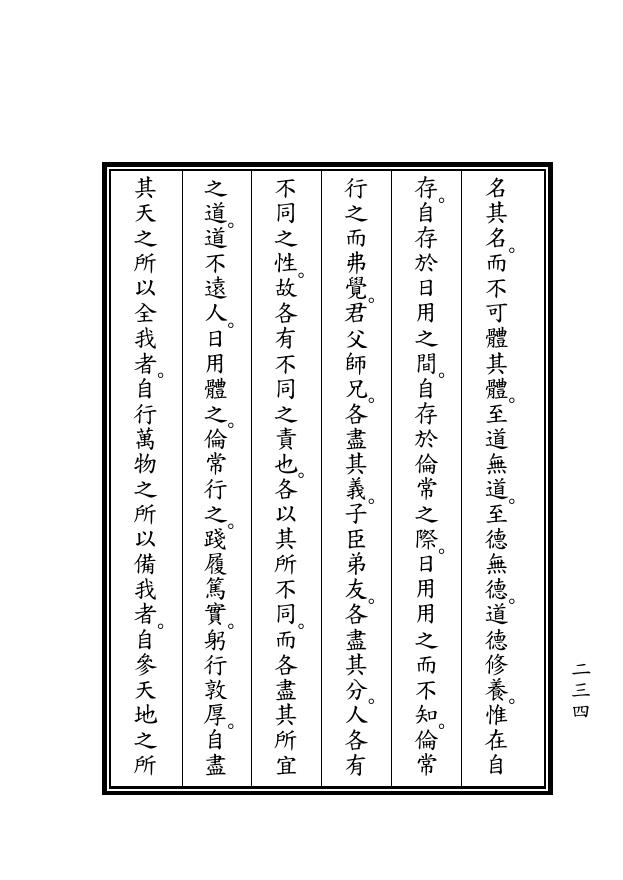 名其名。而不可體其體。至道無道。至德無德。道德修養。惟在自
存。自存於日用之間。自存於倫常之際。日用用之而不知。倫常
行之而弗覺。君父師兄。各盡其義。子臣弟友。各盡其分。人各有
不同之性。故各有不同之責也。各以其所不同。而各盡其所宜
之道。道不遠人。日用體之。倫常行之。踐履篤實。躬行敦厚。自盡
其天之所以全我者。自行萬物之所以備我者。自參天地之所
二三四